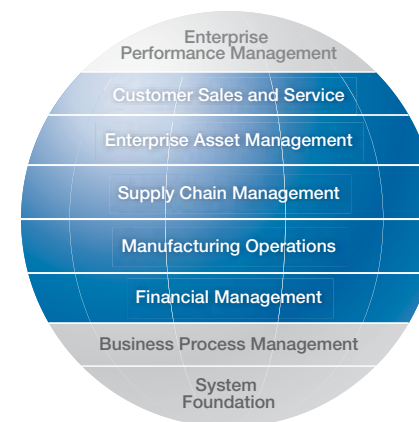 Enterprise
Performance Management
Customer Sales and Service
Enterprise Asset Management
Supply Chain Management
Manufacturing Operations
Financial Management
Business Process Management
System
Foundation